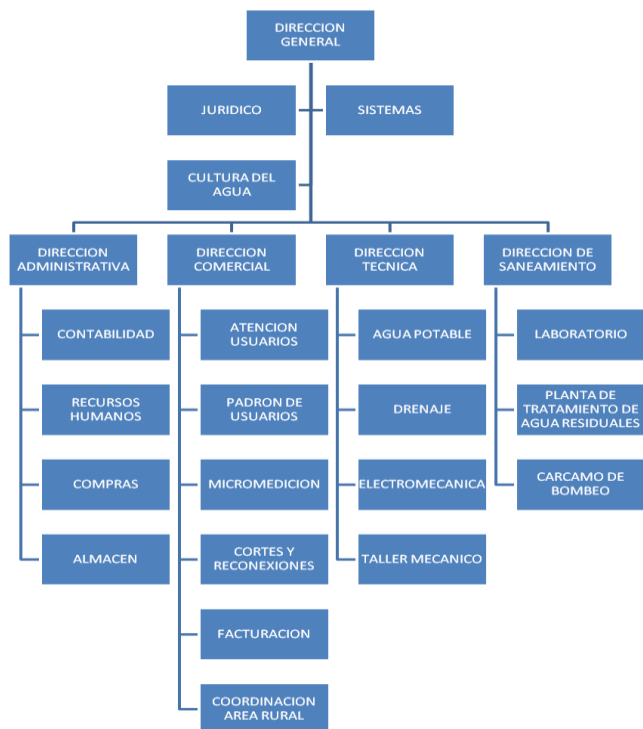 DIRECCION
GENERAL
JURIDICO
SISTEMAS
CULTURA DEL
AGUA
DIRECCION
ADMINISTRATIVA
CONTABILIDAD
RECURSOS
HUMANOS
COMPRAS
ALMACEN
DIRECCION
COMERCIAL
ATENCION
USUARIOS
PADRON DE
USUARIOS
MICROMEDICION
CORTES Y
RECONEXIONES
FACTURACION
COORDINACION
AREA RURAL
DIRECCION
TECNICA
AGUA POTABLE
DRENAJE
ELECTROMECANICA
TALLER MECANICO
DIRECCION DE
SANEAMIENTO
LABORATORIO
PLANTA DE
TRATAMIENTO DE
AGUA RESIDUALES
CARCAMO DE
BOMBEO